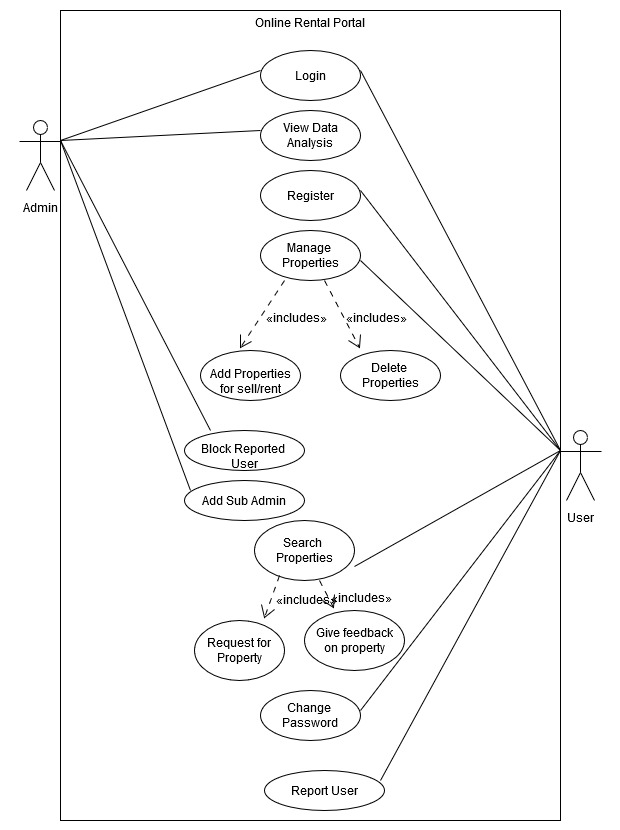 Online Rental Portal
Login
View Data
Analysis
Register
Admin
Manage
Properties
«includes»
«includes»
Add Properties
for sell/rent
Delete
Properties
Block Reported
User
Add Sub Admin
User
Search
Properties
«includes»
«includes»
Request for
Property
Give feedback
on property
Change
Password
Report User